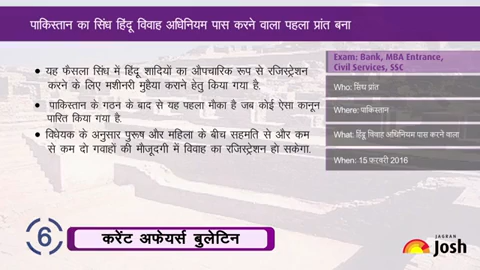 पाकिस्तान का सिंध हिंदू विवाह अधिनियम पास करने वाला पहला प्रांत बना
• यह फैसला सिंध में हिंदू शादियों का औपचारिक रूप से रजिस्ट्रेशन
करने के लिए मशीनरी मुहैया कराने हेतु किया गया है.
• पाकिस्तान के गठन के बाद से यह पहला मौका है जब कोई ऐसा कानून
पारित किया गया है.
• विधेयक के अनुसार पुरूष और महिला के बीच सहमति से और कम
से कम दो गवाहों की मौजूदगी में विवाह का रजिस्ट्रेशन हो सकेगा.
Exam: Bank, MBA Entrance,
Civil Services, SSC
Who: सिंध प्रांत
Where: पाकिस्तान
What: हिंदू विवाह अधिनियम पास करने वाला
When: 15 फरवरी 2016
6
करेंट अफेयर्स बुलेटिन
JAGRAN
Josh